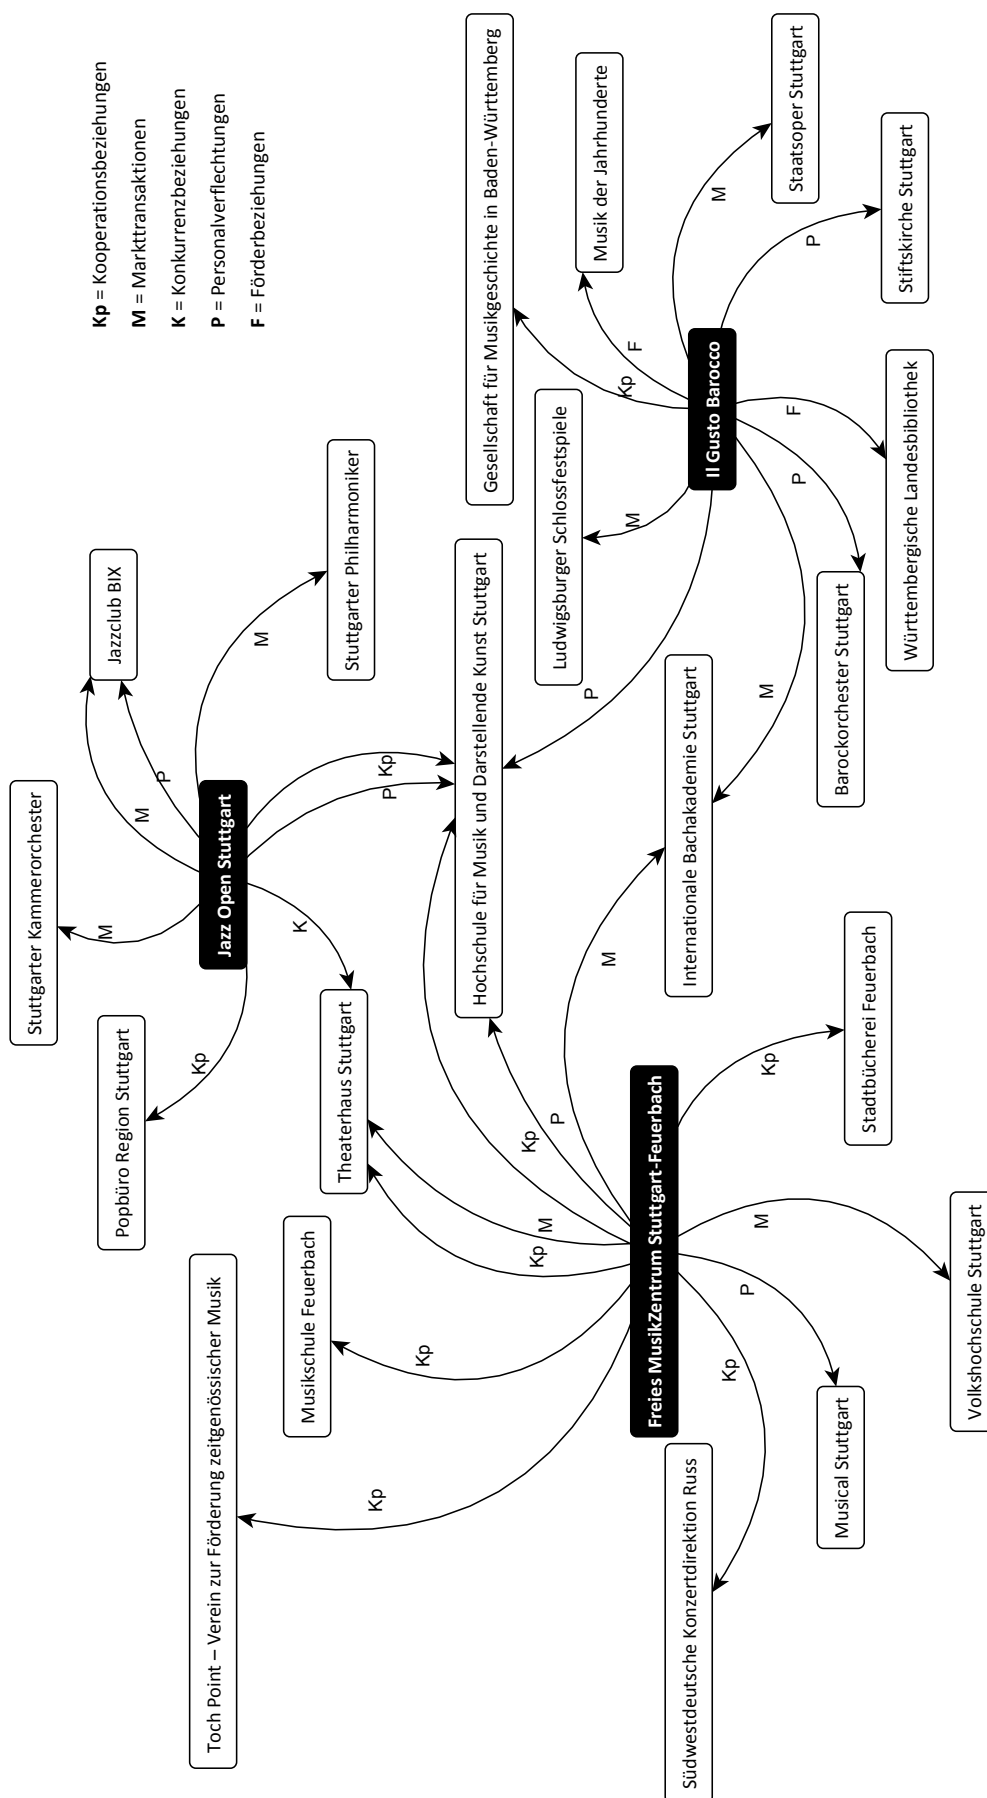 Kp = Kooperationsbeziehungen
M = Markttransaktionen
K = Konkurrenzbeziehungen
P = Personalverflechtungen
F = Förderbeziehungen
Stuttgarter Kammerorchester
Jazzclub BIX
Popbüro Region Stuttgart
M
M
P
Jazz Open Stuttgart
Kp
M
K
Stuttgarter Philharmoniker
Toch Point – Verein zur Förderung zeitgenössischer Musik
Musikschule Feuerbach
Theaterhaus Stuttgart
Kp
P
Hochschule für Musik und Darstellende Kunst Stuttgart
Gesellschaft für Musikgeschichte in Baden-Württemberg
Ludwigsburger Schlossfestspiele
Musik der Jahrhunderte
Kp
Kp
Kp
M
Kp
P
M
P
M
Kp
F
M
Freies MusikZentrum Stuttgart-Feuerbach
Internationale Bachakademie Stuttgart
Il Gusto Barocco
Staatsoper Stuttgart
Südwestdeutsche Konzertdirektion Russ
Kp
P
M
Kp
M
P
F
P
Musical Stuttgart
Stadtbücherei Feuerbach
Barockorchester Stuttgart
Württembergische Landesbibliothek
Stiftskirche Stuttgart
Volkshochschule Stuttgart